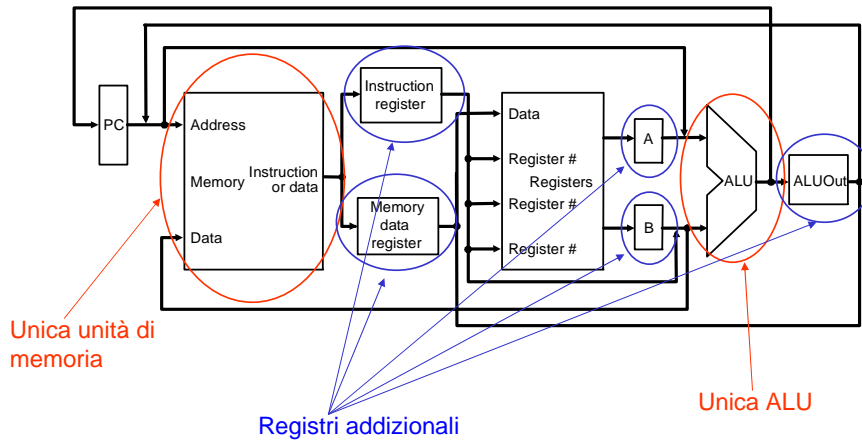 PC
Address
Memory
Instruction
or data
Data
Instruction
register
Memory
data
register
Data
Register #
Registers
Register #
Register #
A
B
ALU
ALUOut
Unica unità di
memoria
Registri addizionali
Unica ALU